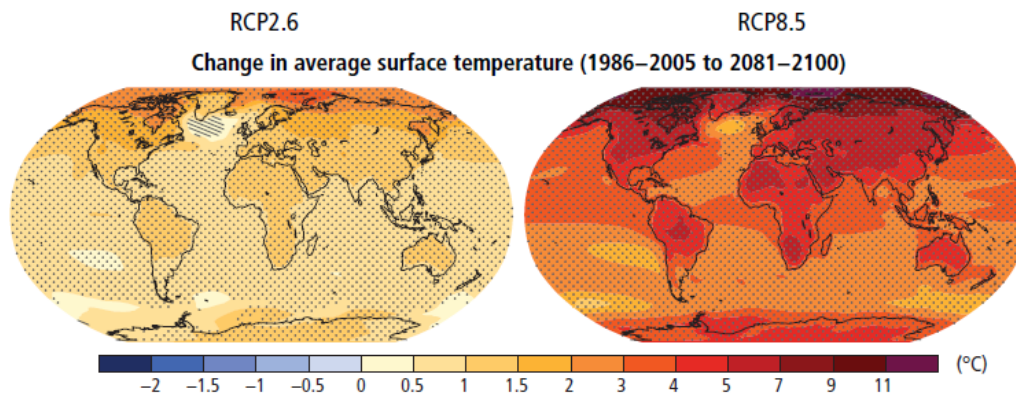 RCP2.6 RCP8.5
Change in average surface temperature (1986–2005 to 2081–2100)
–2 –1.5 –1 –0.5 0 0.5 1 1.5 2 3 4 5 7 9 11 (°C)